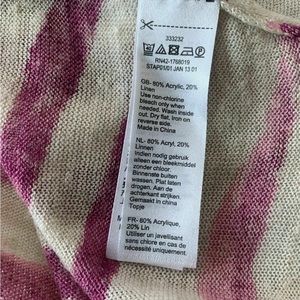 333232
RN42-1768019
STAP01/01 JAN 13 01
GB- 80% Acrylic, 20%
Linen
Use non-chlorine
bleach only when
needed. Wash inside
out. Dry flat. Iron on
reverse side.
Made in China
NL- 80% Acryl, 20%
Linnen
Indien nodig gebruik
alleen een bleekmiddel
zonder chloor.
Binnenstebuiten
wassen. Plat laten
drogen. Aan de
achterkant strijken.
Gemaakt in China
Topje
FR- 80% Acrylique,
20% Lin
Utiliser un javellisant
sans chlore en cas de
nécessité uniquement.